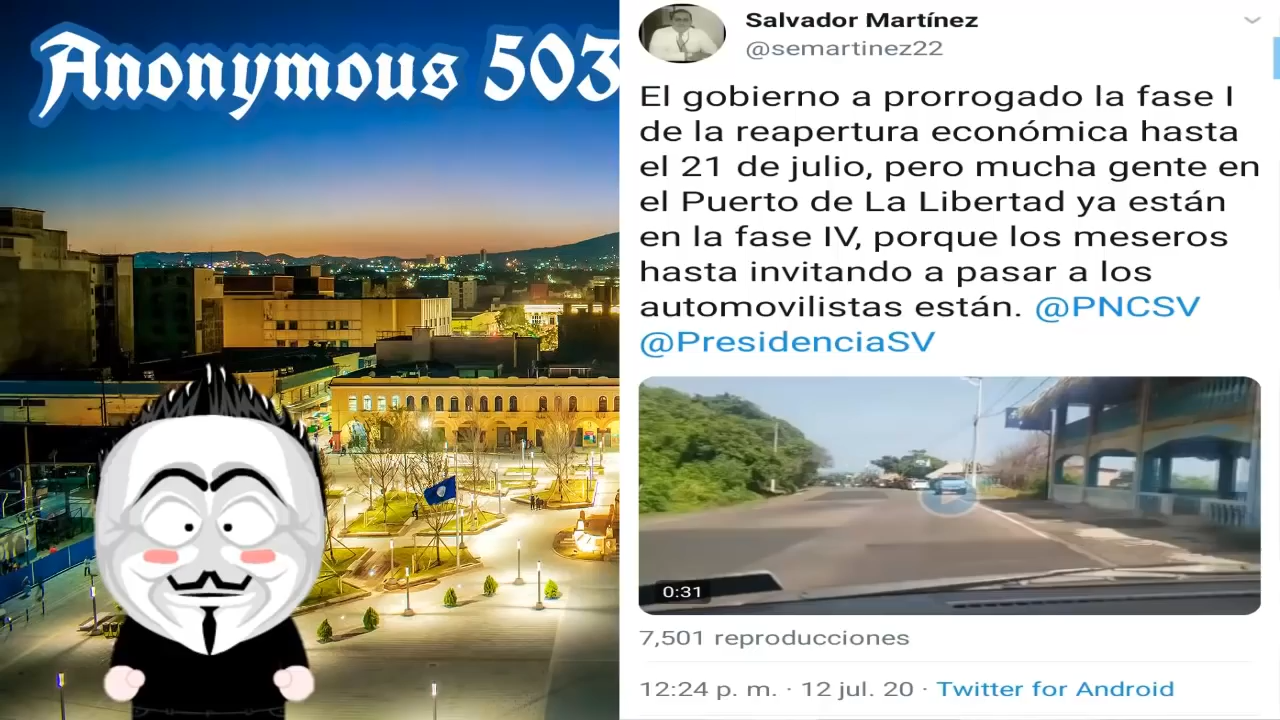 Anonymous 503
Salvador Martínez
@semartinez22
El gobierno a prorrogado la fase I
de la reapertura económica hasta
el 21 de julio, pero mucha gente en
el Puerto de La Libertad ya están
en la fase IV, porque los meseros
hasta invitando a pasar a los
automovilistas están. @PNCSV
@PresidenciaSV
0:31
7,501 reproducciones
12:24 p. m. · 12 jul. 20 · Twitter for Android